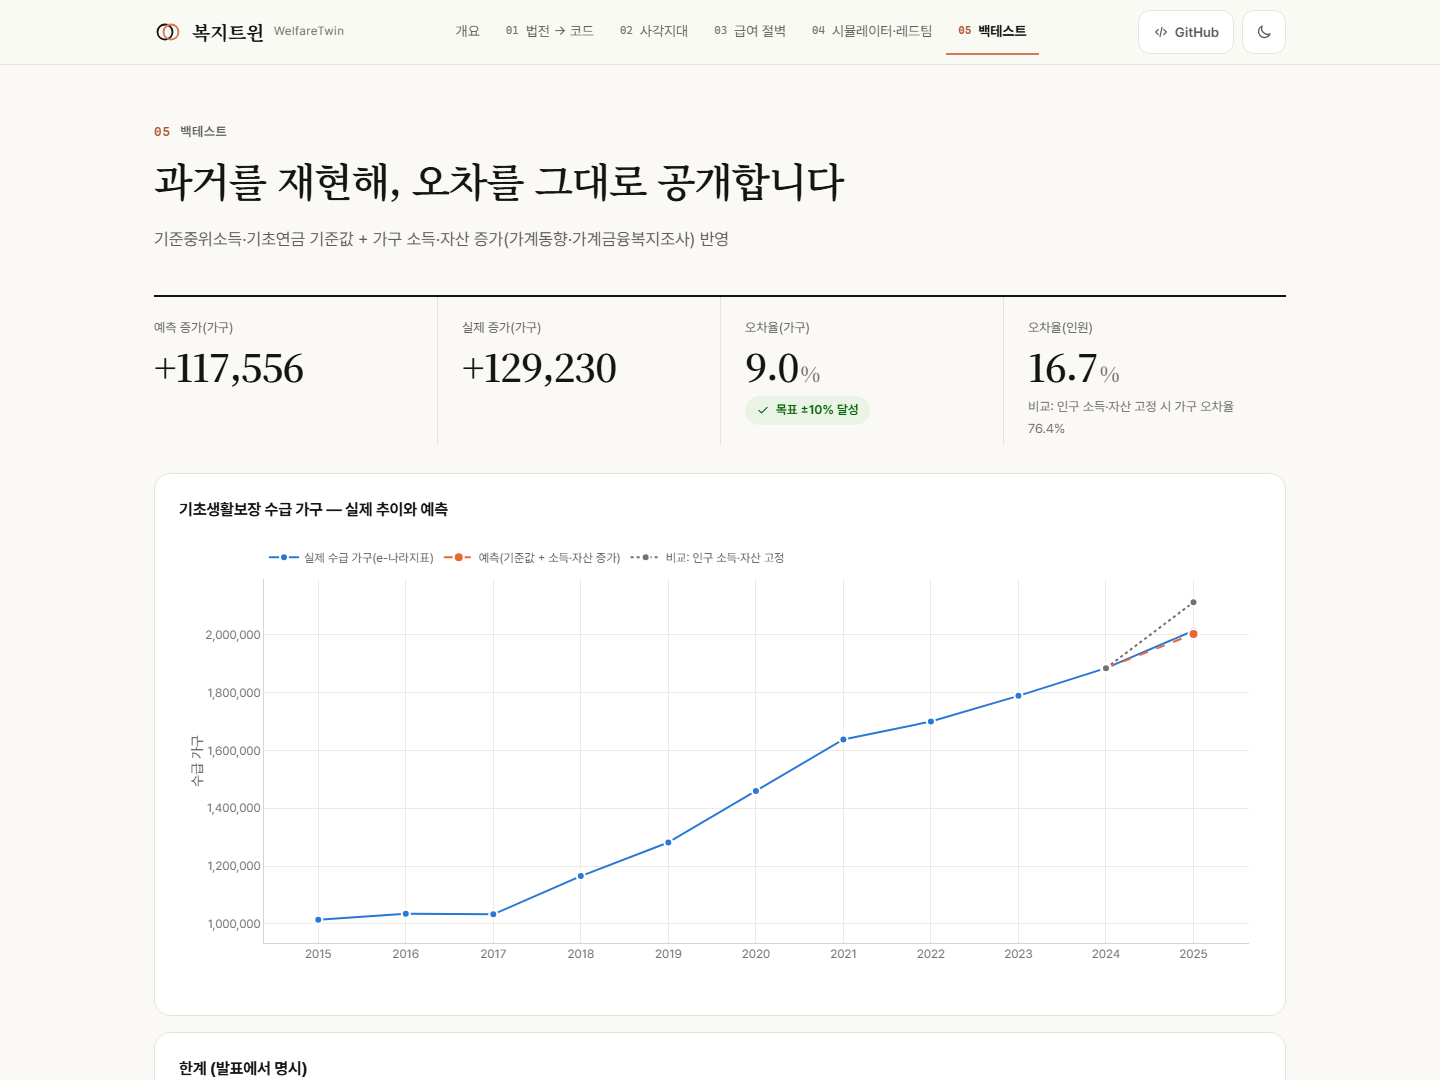 복지트윈 WelfareTwin
개요
01 법전 → 코드
02 사각지대
03 급여 절벽
04 시뮬레이터·레드팀
05 백테스트
GitHub
05 백테스트
과거를 재현해, 오차를 그대로 공개합니다
기준중위소득·기초연금 기준값 + 가구 소득·자산 증가(가계동향·가계금융복지조사) 반영
예측 증가(가구)
+117,556
실제 증가(가구)
+129,230
오차율(가구)
9.0%
목표 ±10% 달성
오차율(인원)
16.7%
비교: 인구 소득·자산 고정 시 가구 오차율
76.4%
기초생활보장 수급 가구 — 실제 추이와 예측
실제 수급 가구(e-나라지표)
예측(기준값 + 소득·자산 증가)
비교: 인구 소득·자산 고정
수급 가구
2,000,000
1,800,000
1,600,000
1,400,000
1,200,000
1,000,000
2015
2016
2017
2018
2019
2020
2021
2022
2023
2024
2025
한계 (발표에서 명시)